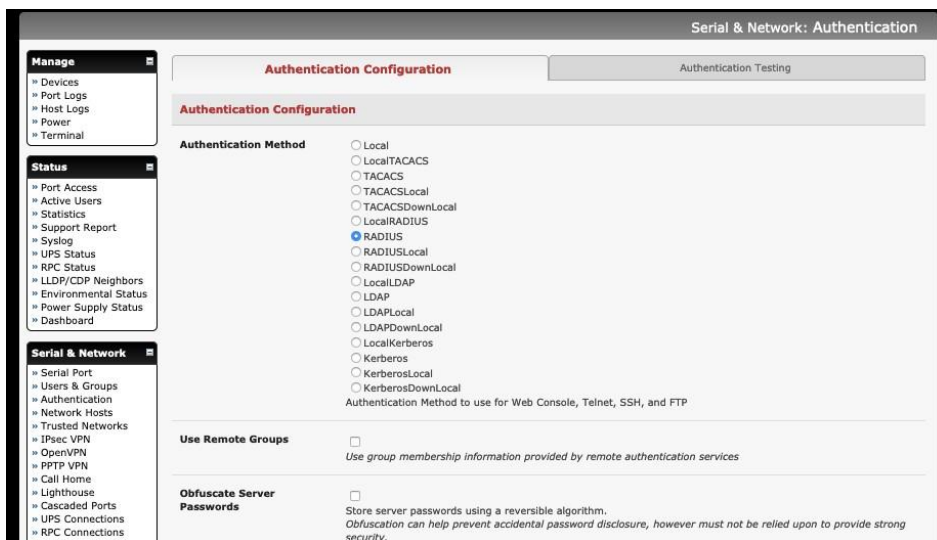 Serial & Network: Authentication
Manage
» Devices
» Port Logs
» Host Logs
» Power
» Terminal
Status
» Port Access
» Active Users
» Statistics
» Support Report
» Syslog
» UPS Status
» RPC Status
» LLDP/CDP Neighbors
» Environmental Status
» Power Supply Status
» Dashboard
Serial & Network
» Serial Port
» Users & Groups
» Authentication
» Network Hosts
» Trusted Networks
» IPsec VPN
» OpenVPN
» PPTP VPN
» Call Home
» Lighthouse
» Cascaded Ports
» UPS Connections
» RPC Connections
Authentication Configuration
Authentication Testing
Authentication Configuration
Authentication Method
Local
LocalTACACS
TACACS
TACACSLocal
TACACSDownLocal
LocalRADIUS
RADIUS
RADIUSLocal
RADIUSDownLocal
LocalLDAP
LDAP
LDAPLocal
LDAPDownLocal
LocalKerberos
Kerberos
KerberosLocal
KerberosDownLocal
Authentication Method to use for Web Console, Telnet, SSH, and FTP
Use Remote Groups
Use group membership information provided by remote authentication services
Obfuscate Server
Passwords
Store server passwords using a reversible algorithm.
Obfuscation can help prevent accidental password disclosure, however must not be relied upon to provide strong
security.